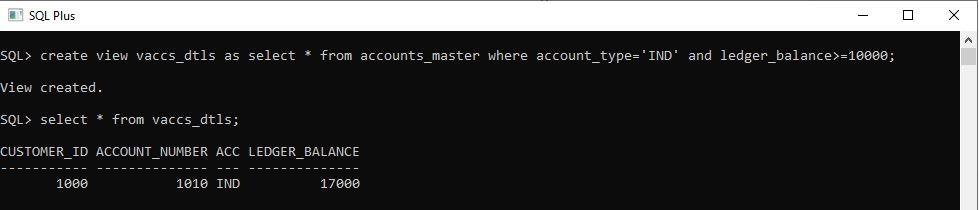 SQL Plus
SQL> create view vaccs_dtls as select * from accounts_master where account_type='IND' and ledger_balance>=10000;
View created.
SQL> select * from vaccs_dtls;
CUSTOMER_ID ACCOUNT_NUMBER ACC LEDGER_BALANCE
----------- -------------- --- --------------
1000 1010 IND 17000